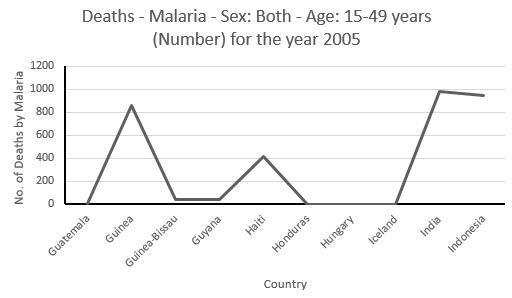 Deaths - Malaria - Sex: Both - Age: 15-49 years
(Number) for the year 2005
No. of Deaths by Malaria
1200
1000
800
600
400
200
0
Guatemala
Guinea
Guinea-Bissau
Guyana
Haiti
Honduras
Hungary
Iceland
India
Indonesia
Country